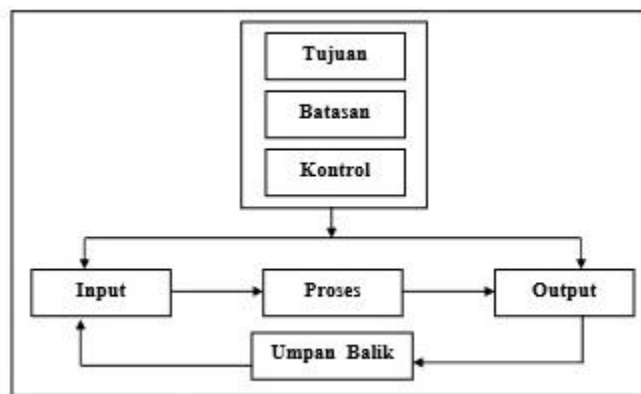 Tujuan
Batasan
Kontrol
Input
Proses
Output
Umpan Balik